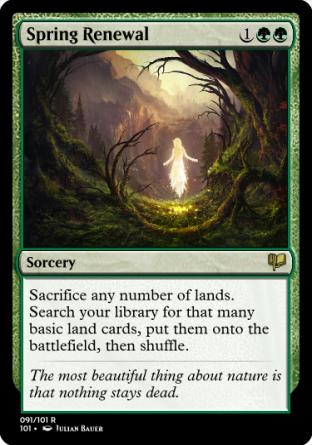 Spring Renewal 1
Sorcery
Sacrifice any number of lands.
Search your library for that many
basic land cards, put them onto the
battlefield, then shuffle.
The most beautiful thing about nature is
that nothing stays dead.
091/101 R
101 • Julian Bauer